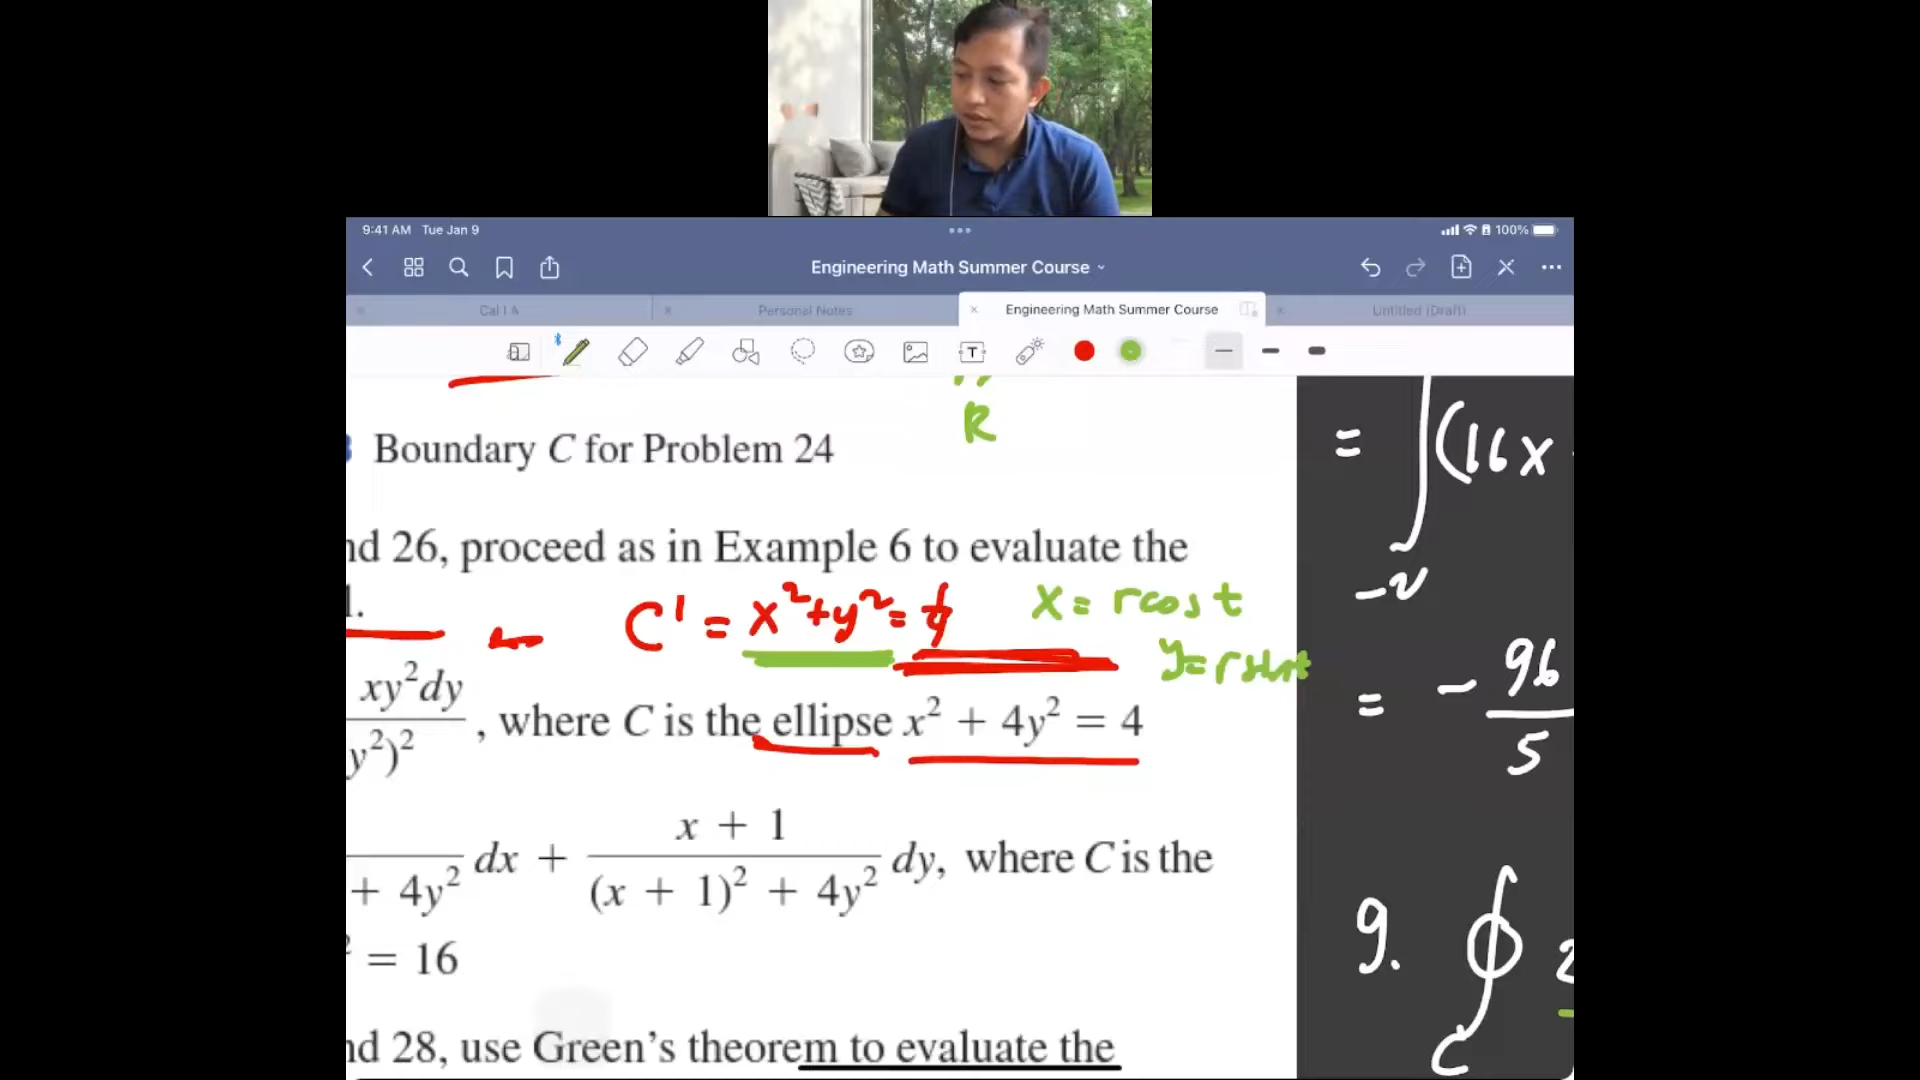 9:41 AM Tue Jan 9
100%
Engineering Math Summer Course
Cal I A
Personal Notes
Engineering Math Summer Course
Untitled (Draft)
T
R
Boundary C for Problem 24
nd 26, proceed as in Example 6 to evaluate the
1.
C' = x²+y²=
x = r cos t
y = r sin t
xy²dy
y²)²
, where C is the ellipse x² + 4y² = 4
x + 1
dx +
dy, where C is the
+ 4y²
(x + 1)² + 4y²
² = 16
nd 28, use Green's theorem to evaluate the
= ∫ (16x
= - 96
5
9. ∮
C